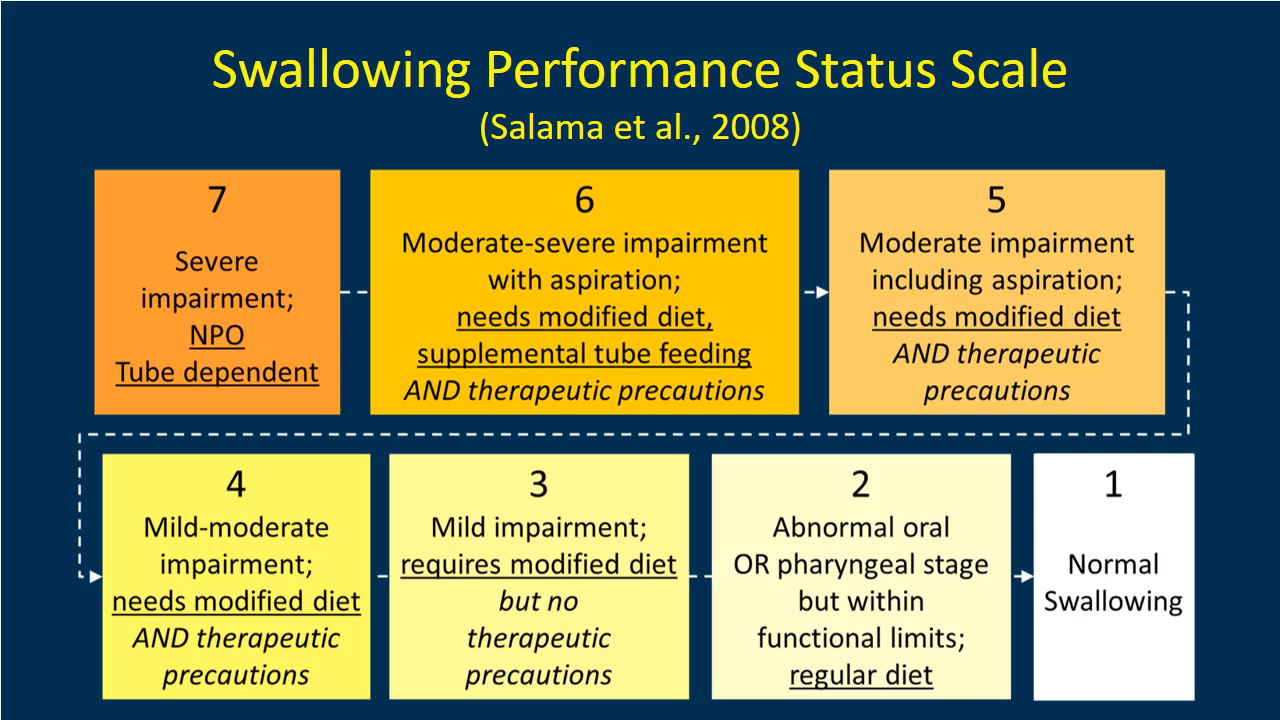 Swallowing Performance Status Scale
(Salama et al., 2008)
7
Severe
impairment;
NPO
Tube dependent
6
Moderate-severe impairment
with aspiration;
needs modified diet,
supplemental tube feeding
AND therapeutic precautions
5
Moderate impairment
including aspiration;
needs modified diet
AND therapeutic
precautions
4
Mild-moderate
impairment;
needs modified diet
AND therapeutic
precautions
3
Mild impairment;
requires modified diet
but no
therapeutic
precautions
2
Abnormal oral
OR pharyngeal stage
but within
functional limits;
regular diet
1
Normal
Swallowing